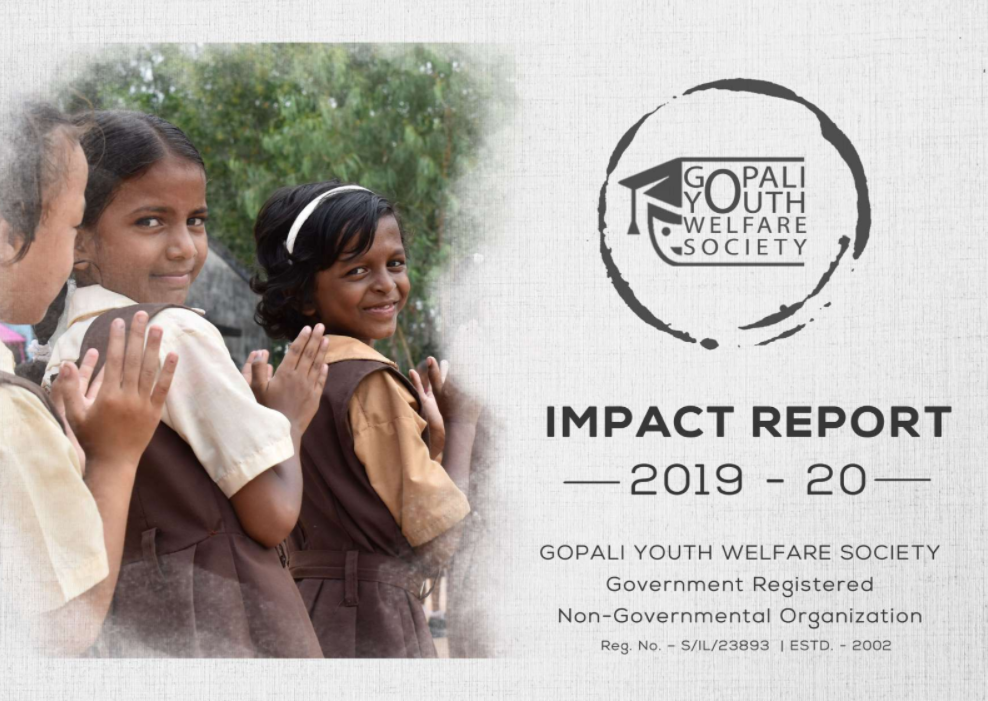 GOPALI
YOUTH
WELFARE
SOCIETY
IMPACT REPORT
2019 - 20
GOPALI YOUTH WELFARE SOCIETY
Government Registered
Non-Governmental Organization
Reg. No. – S/IL/23893 | ESTD. - 2002